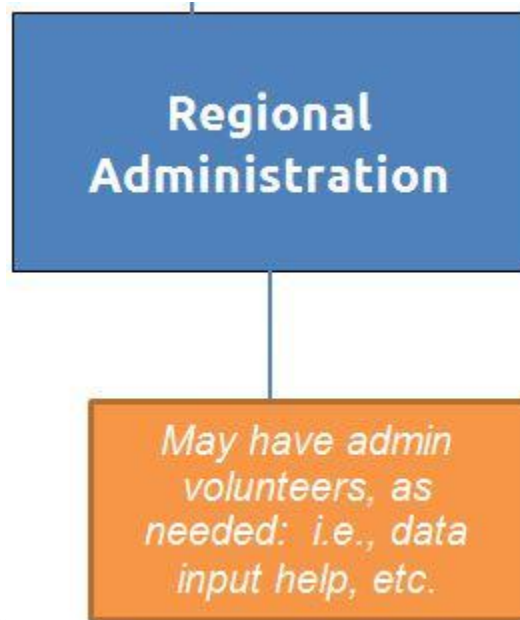 Regional
Administration
May have admin
volunteers, as
needed:  i.e., data
input help, etc.